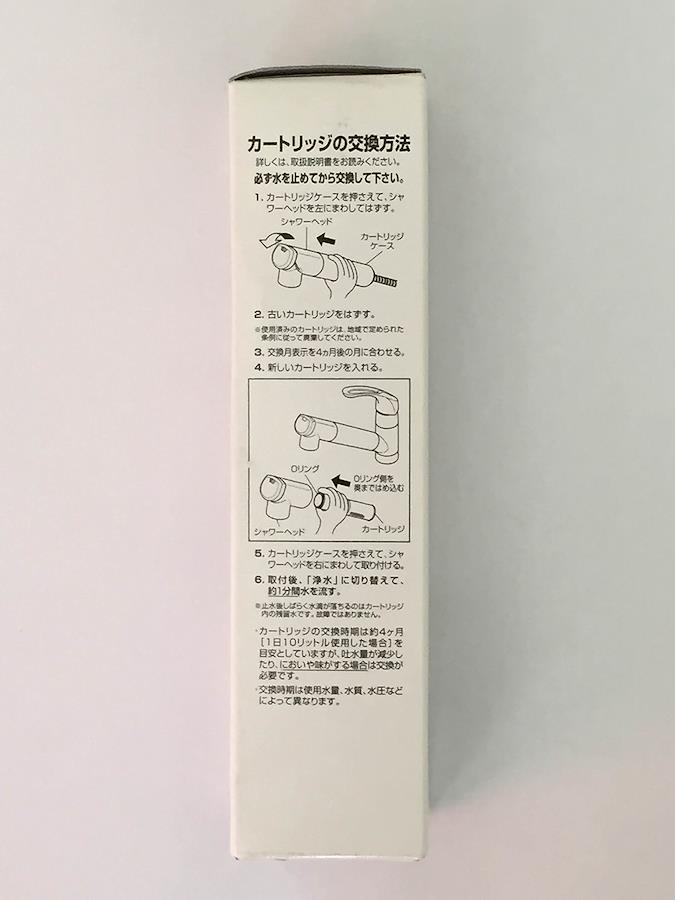 カートリッジの交換方法
詳しくは、取扱説明書をお読みください。
必ず水を止めてから交換して下さい。
1. カートリッジケースを押さえて、シャ
ワーヘッドを左にまわしてはずす。
シャワーヘッド
カートリッジ
ケース
2. 古いカートリッジをはずす。
※使用済みのカートリッジは、地域で定められた
条例に従って廃棄してください。
3. 交換月表示を4ヵ月後の月に合わせる。
4. 新しいカートリッジを入れる。
Oリング
Oリング側を
奥まではめ込む
シャワーヘッド
カートリッジ
5. カートリッジケースを押さえて、シャ
ワーヘッドを右にまわして取り付ける。
6. 取付後、「浄水」に切り替えて、
約1分間水を流す。
※止水後しばらく水滴が落ちるのはカートリッジ
内の残留水です。故障ではありません。
・カートリッジの交換時期は約4ヶ月
[1日10リットル使用した場合]を
目安としていますが、吐水量が減少し
たり、においや味がする場合は交換が
必要です。
・交換時期は使用水量、水質、水圧など
によって異なります。